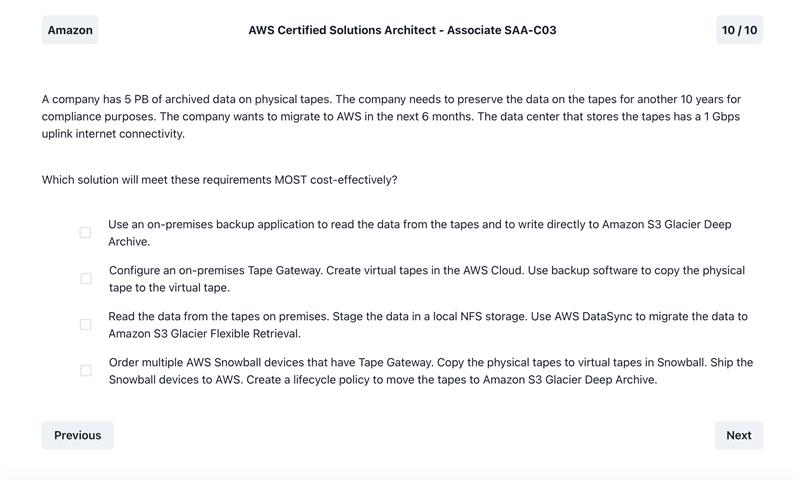 Amazon
AWS Certified Solutions Architect - Associate SAA-C03
10 / 10
A company has 5 PB of archived data on physical tapes. The company needs to preserve the data on the tapes for another 10 years for
compliance purposes. The company wants to migrate to AWS in the next 6 months. The data center that stores the tapes has a 1 Gbps
uplink internet connectivity.
Which solution will meet these requirements MOST cost-effectively?
Use an on-premises backup application to read the data from the tapes and to write directly to Amazon S3 Glacier Deep
Archive.
Configure an on-premises Tape Gateway. Create virtual tapes in the AWS Cloud. Use backup software to copy the physical
tape to the virtual tape.
Read the data from the tapes on premises. Stage the data in a local NFS storage. Use AWS DataSync to migrate the data to
Amazon S3 Glacier Flexible Retrieval.
Order multiple AWS Snowball devices that have Tape Gateway. Copy the physical tapes to virtual tapes in Snowball. Ship the
Snowball devices to AWS. Create a lifecycle policy to move the tapes to Amazon S3 Glacier Deep Archive.
Previous
Next